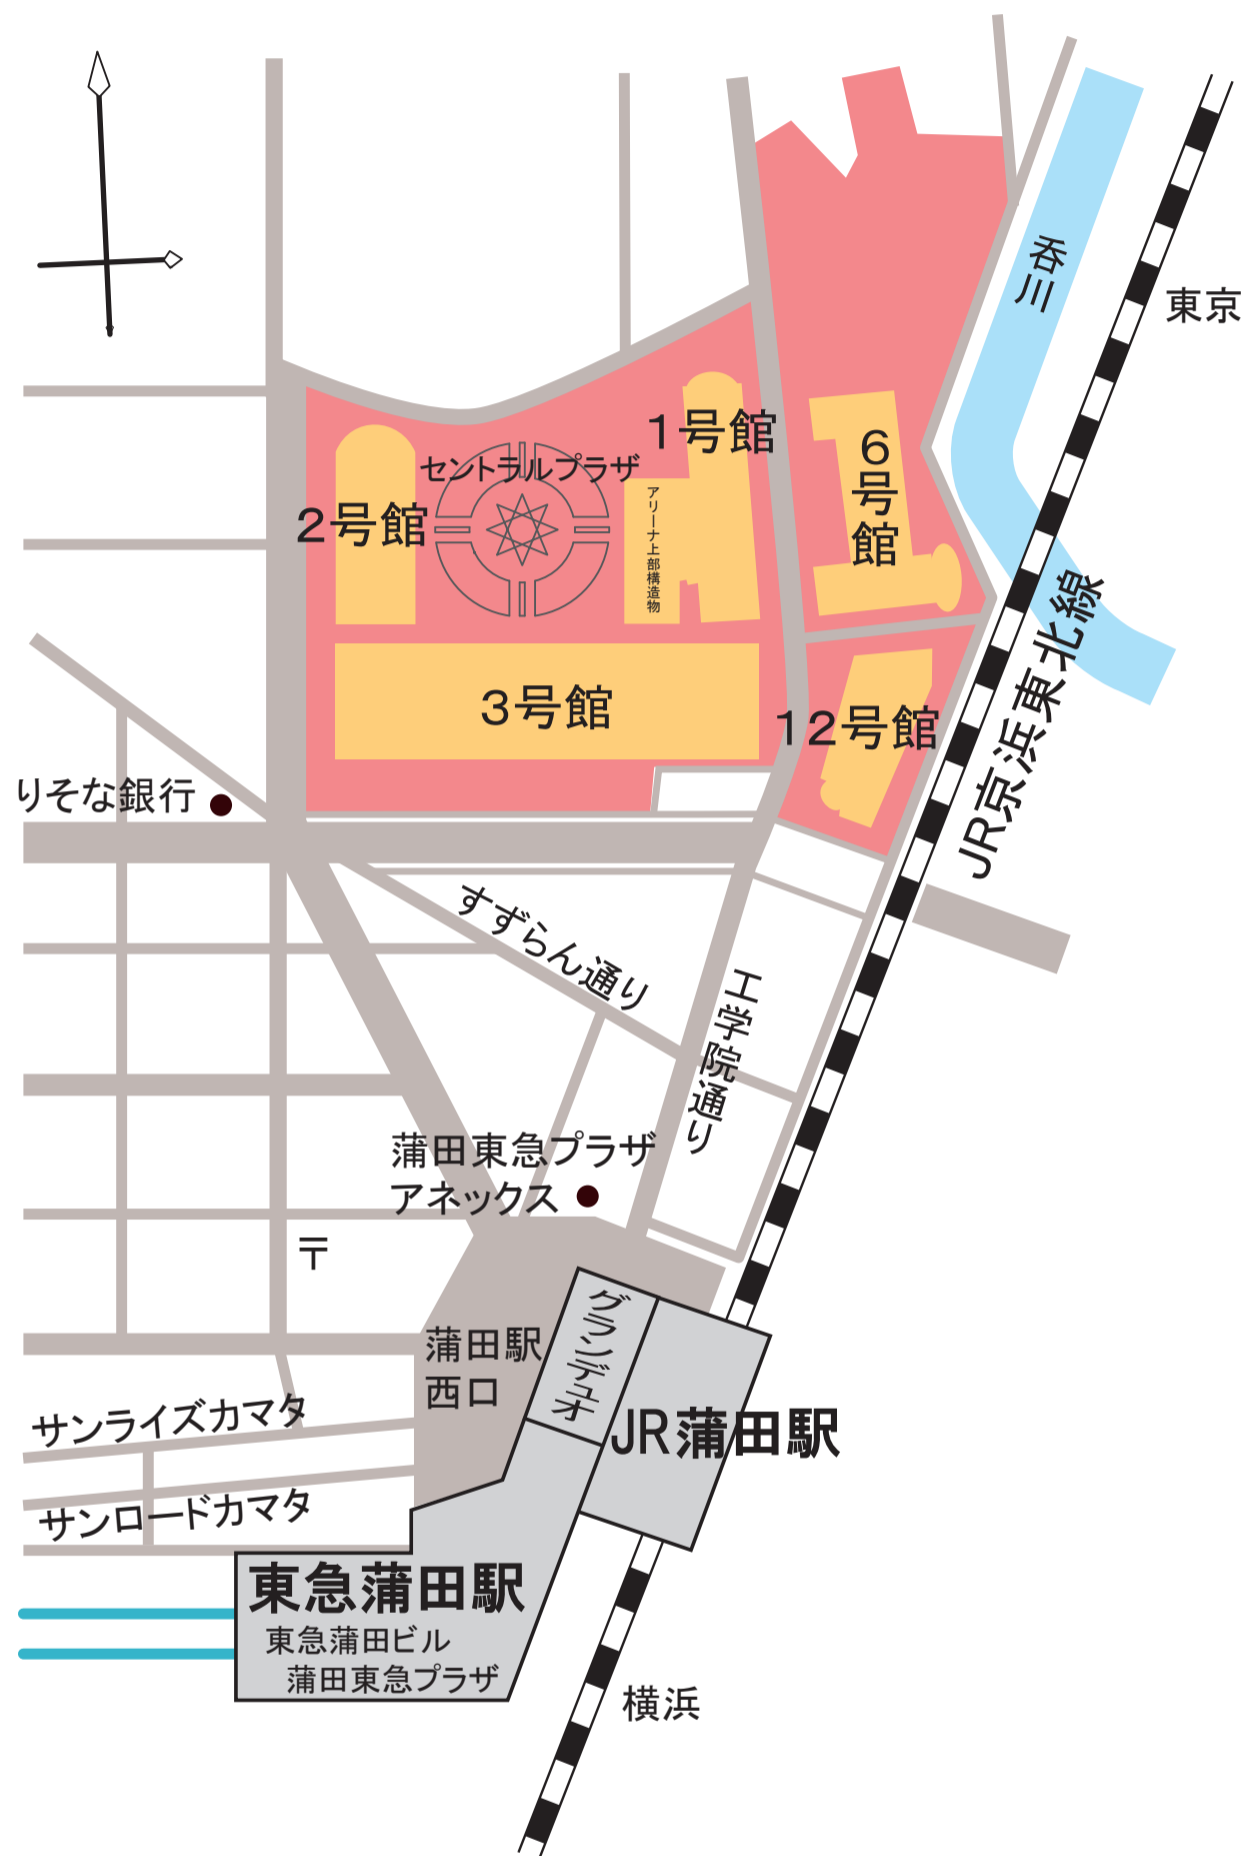 呑川
東京
1号館
6号館
セントラルプラザ
アリーナ上部構造物
2号館
3号館
12号館
JR京浜東北線
りそな銀行
すずらん通り
工学院通り
蒲田東急プラザ
アネックス
〒
グランデュオ
蒲田駅
西口
サンライズカマタ
JR蒲田駅
サンロードカマタ
東急蒲田駅
東急蒲田ビル
蒲田東急プラザ
横浜